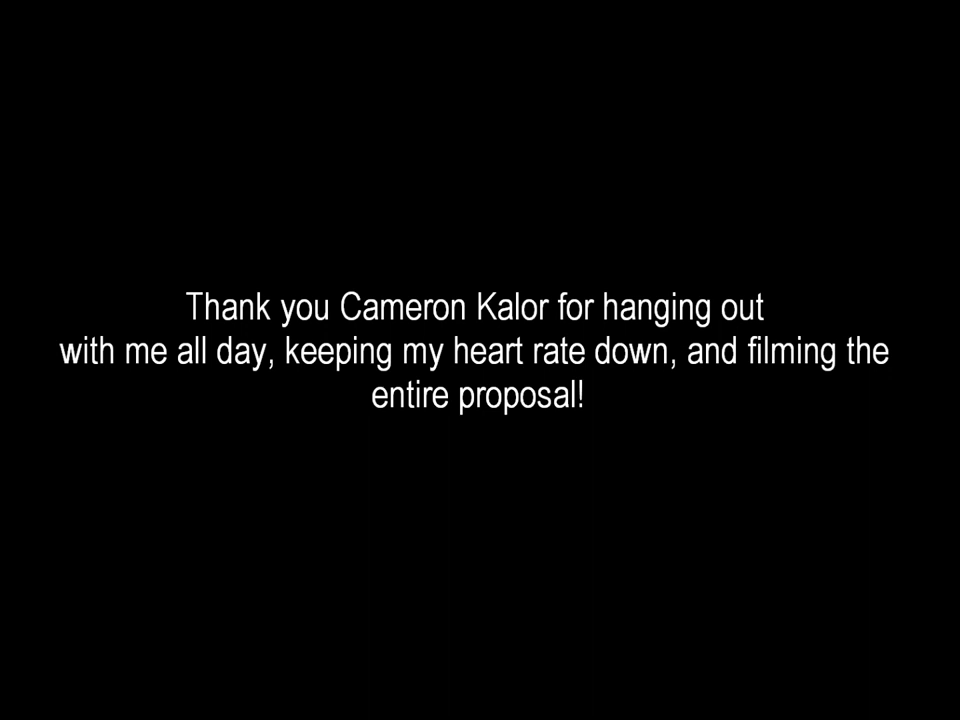 Thank you Cameron Kalor for hanging out
with me all day, keeping my heart rate down, and filming the
entire proposal!